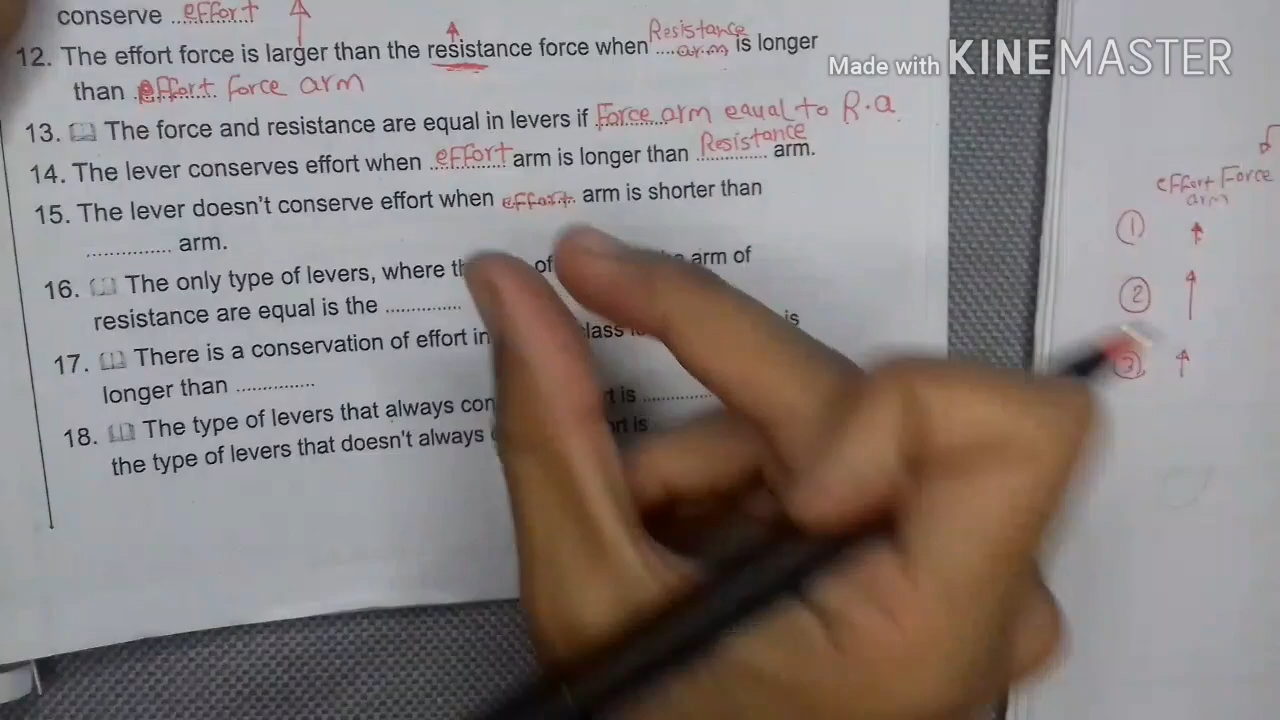 conserve ..effort
12. The effort force is larger than the resistance force when Resistance arm is longer
than effort force arm
13. The force and resistance are equal in levers if Force arm equal to R.a.
14. The lever conserves effort when effort arm is longer than Resistance arm.
15. The lever doesn't conserve effort when effort arm is shorter than
............... arm.
16. The only type of levers, where of arm of
resistance are equal is the ...............
17. There is a conservation of effort in is
longer than ...............
18. The type of levers that always is ............
the type of levers that doesn't always is
Made with KINEMASTER
effort Force
arm
①
②
③